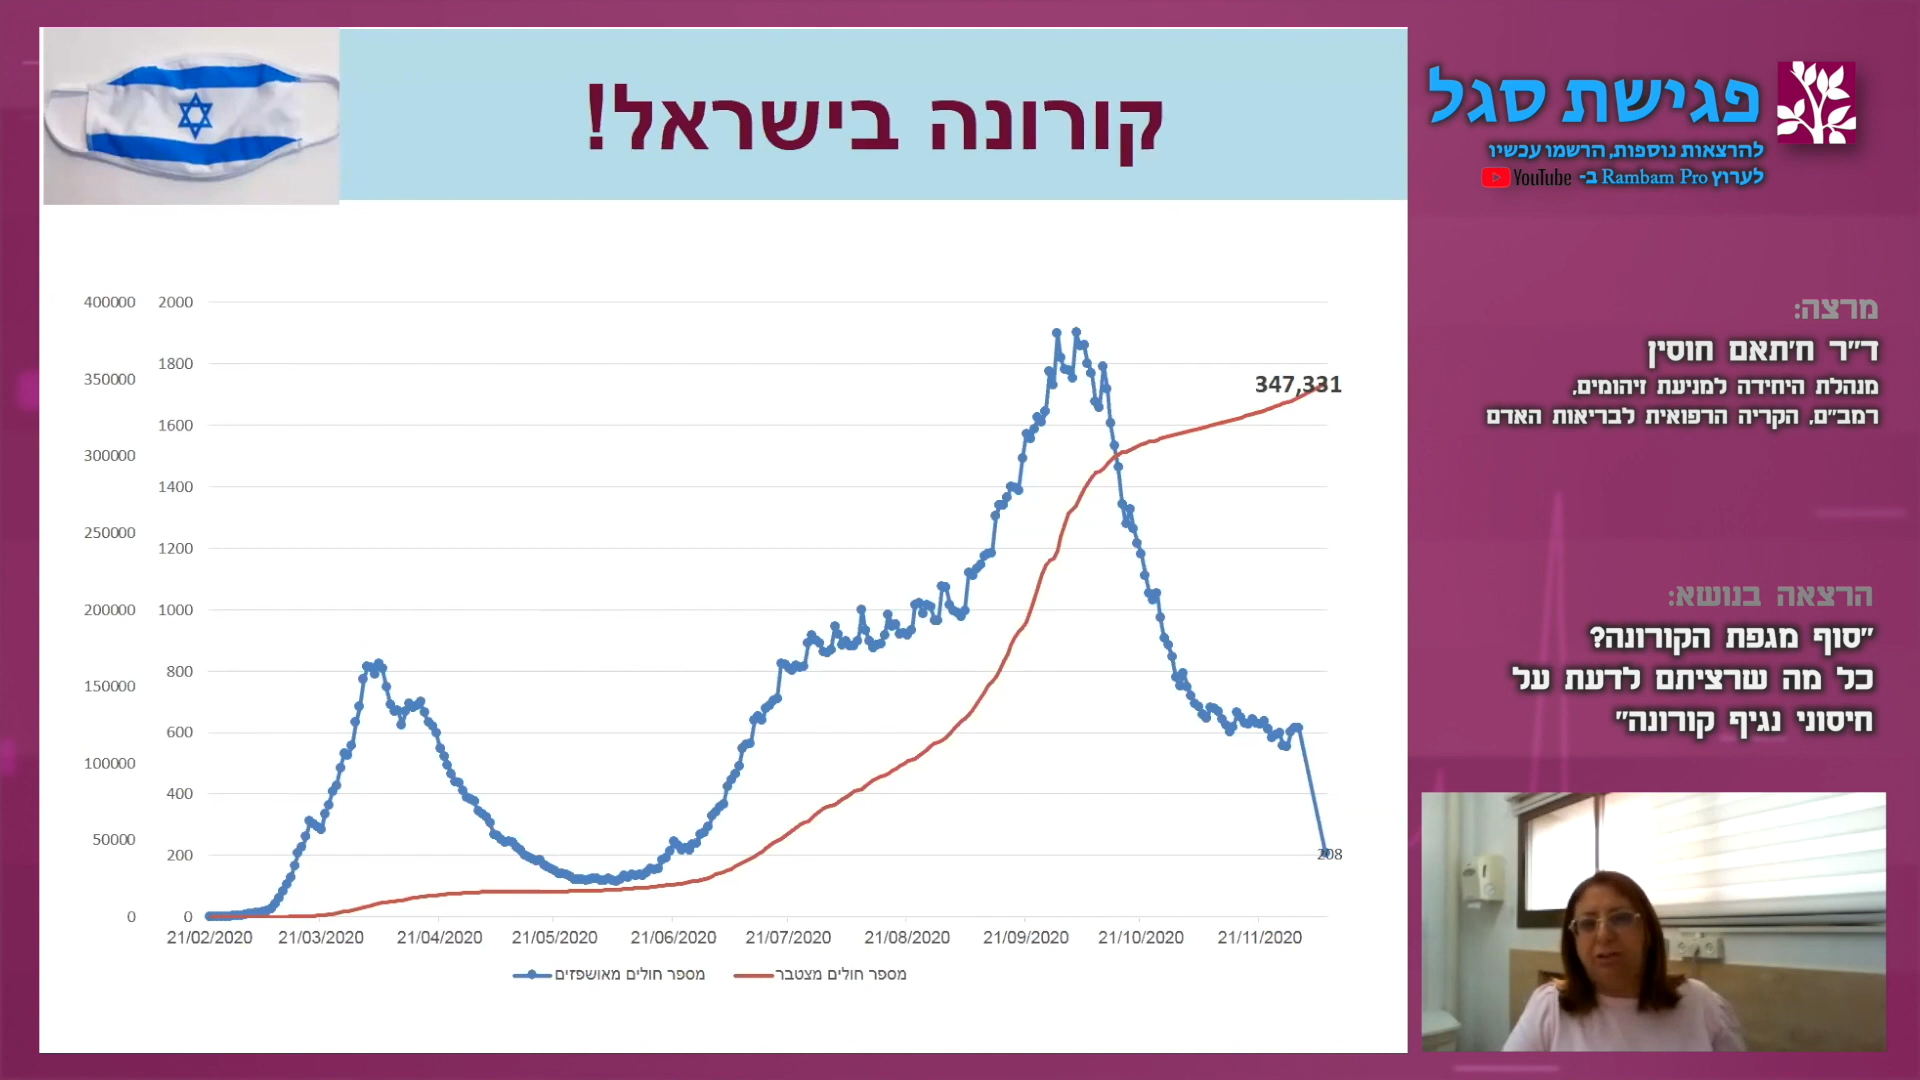 קורונה בישראל!
400000
350000
300000
250000
200000
150000
100000
50000
0
2000
1800
1600
1400
1200
1000
800
600
400
200
0
347,331
208
21/02/2020 21/03/2020 21/04/2020 21/05/2020 21/06/2020 21/07/2020 21/08/2020 21/09/2020 21/10/2020 21/11/2020
מספר חולים מאושפזים
מספר חולים מצטבר
פגישת סגל
להרצאות נוספות, הרשמו עכשיו
לערוץ Rambam Pro ב- YouTube
מרצה:
ד"ר ח'תאם חוסין
מנהלת היחידה למניעת זיהומים,
רמב"ם, הקריה הרפואית לבריאות האדם
הרצאה בנושא:
"סוף מגפת הקורונה?
כל מה שרציתם לדעת על
חיסוני נגיף קורונה"